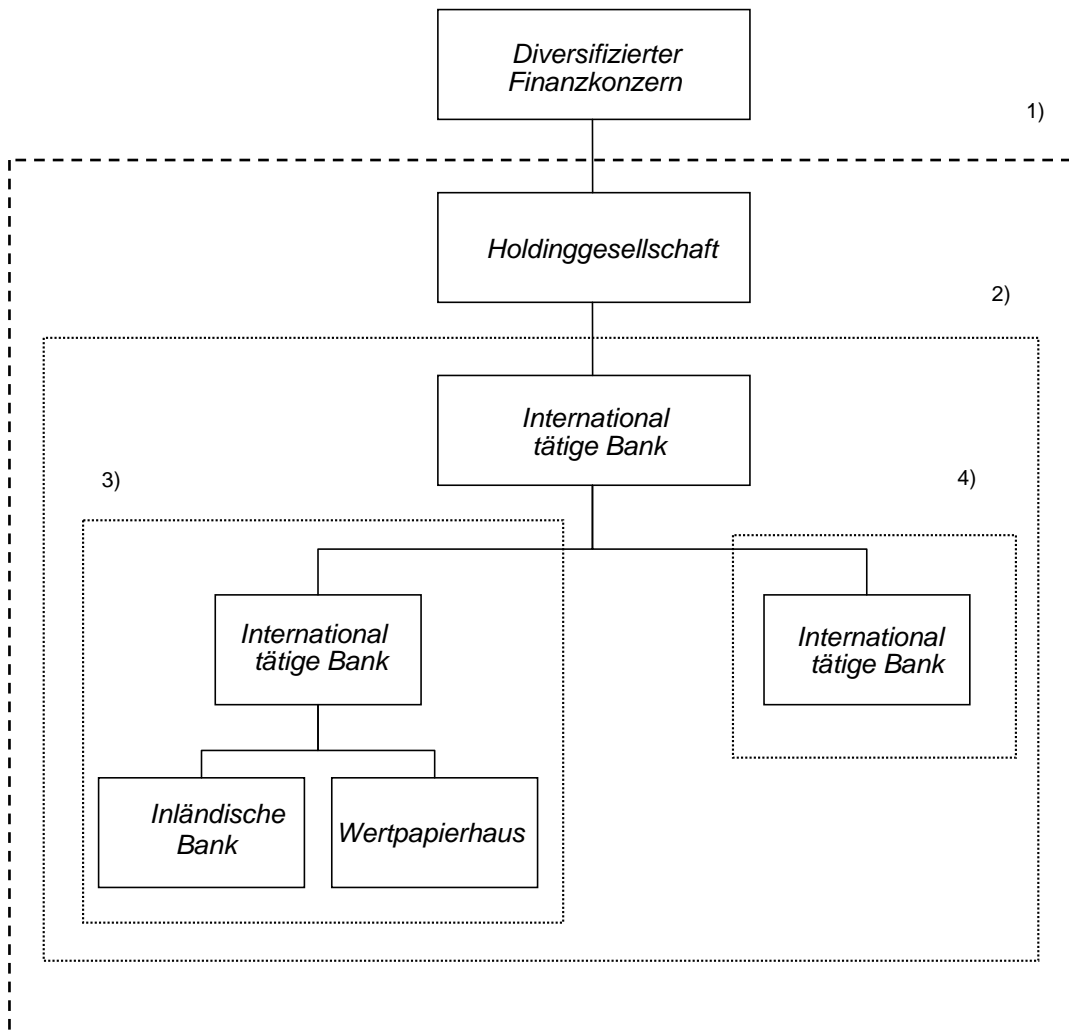 Diversifizierter
Finanzkonzern
1)
Holdinggesellschaft
2)
International
tätige Bank
3)
4)
International
tätige Bank
International
tätige Bank
Inländische
Bank
Wertpapierhaus